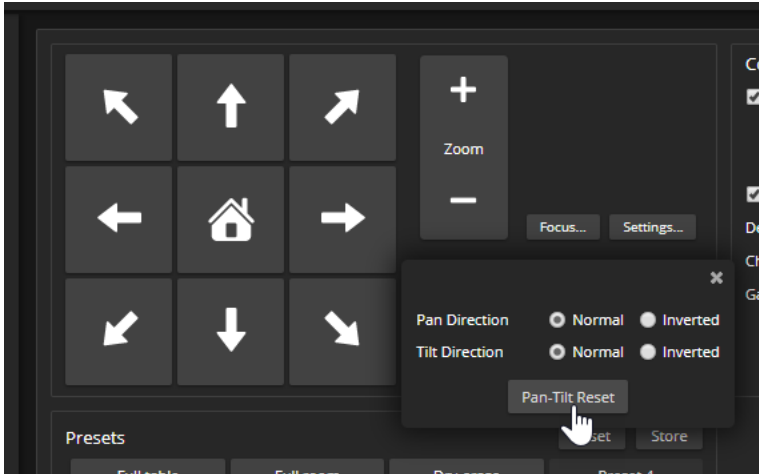 Zoom
Focus...
Settings...
Pan Direction
Normal
Inverted
Tilt Direction
Normal
Inverted
Pan-Tilt Reset
Presets
Store